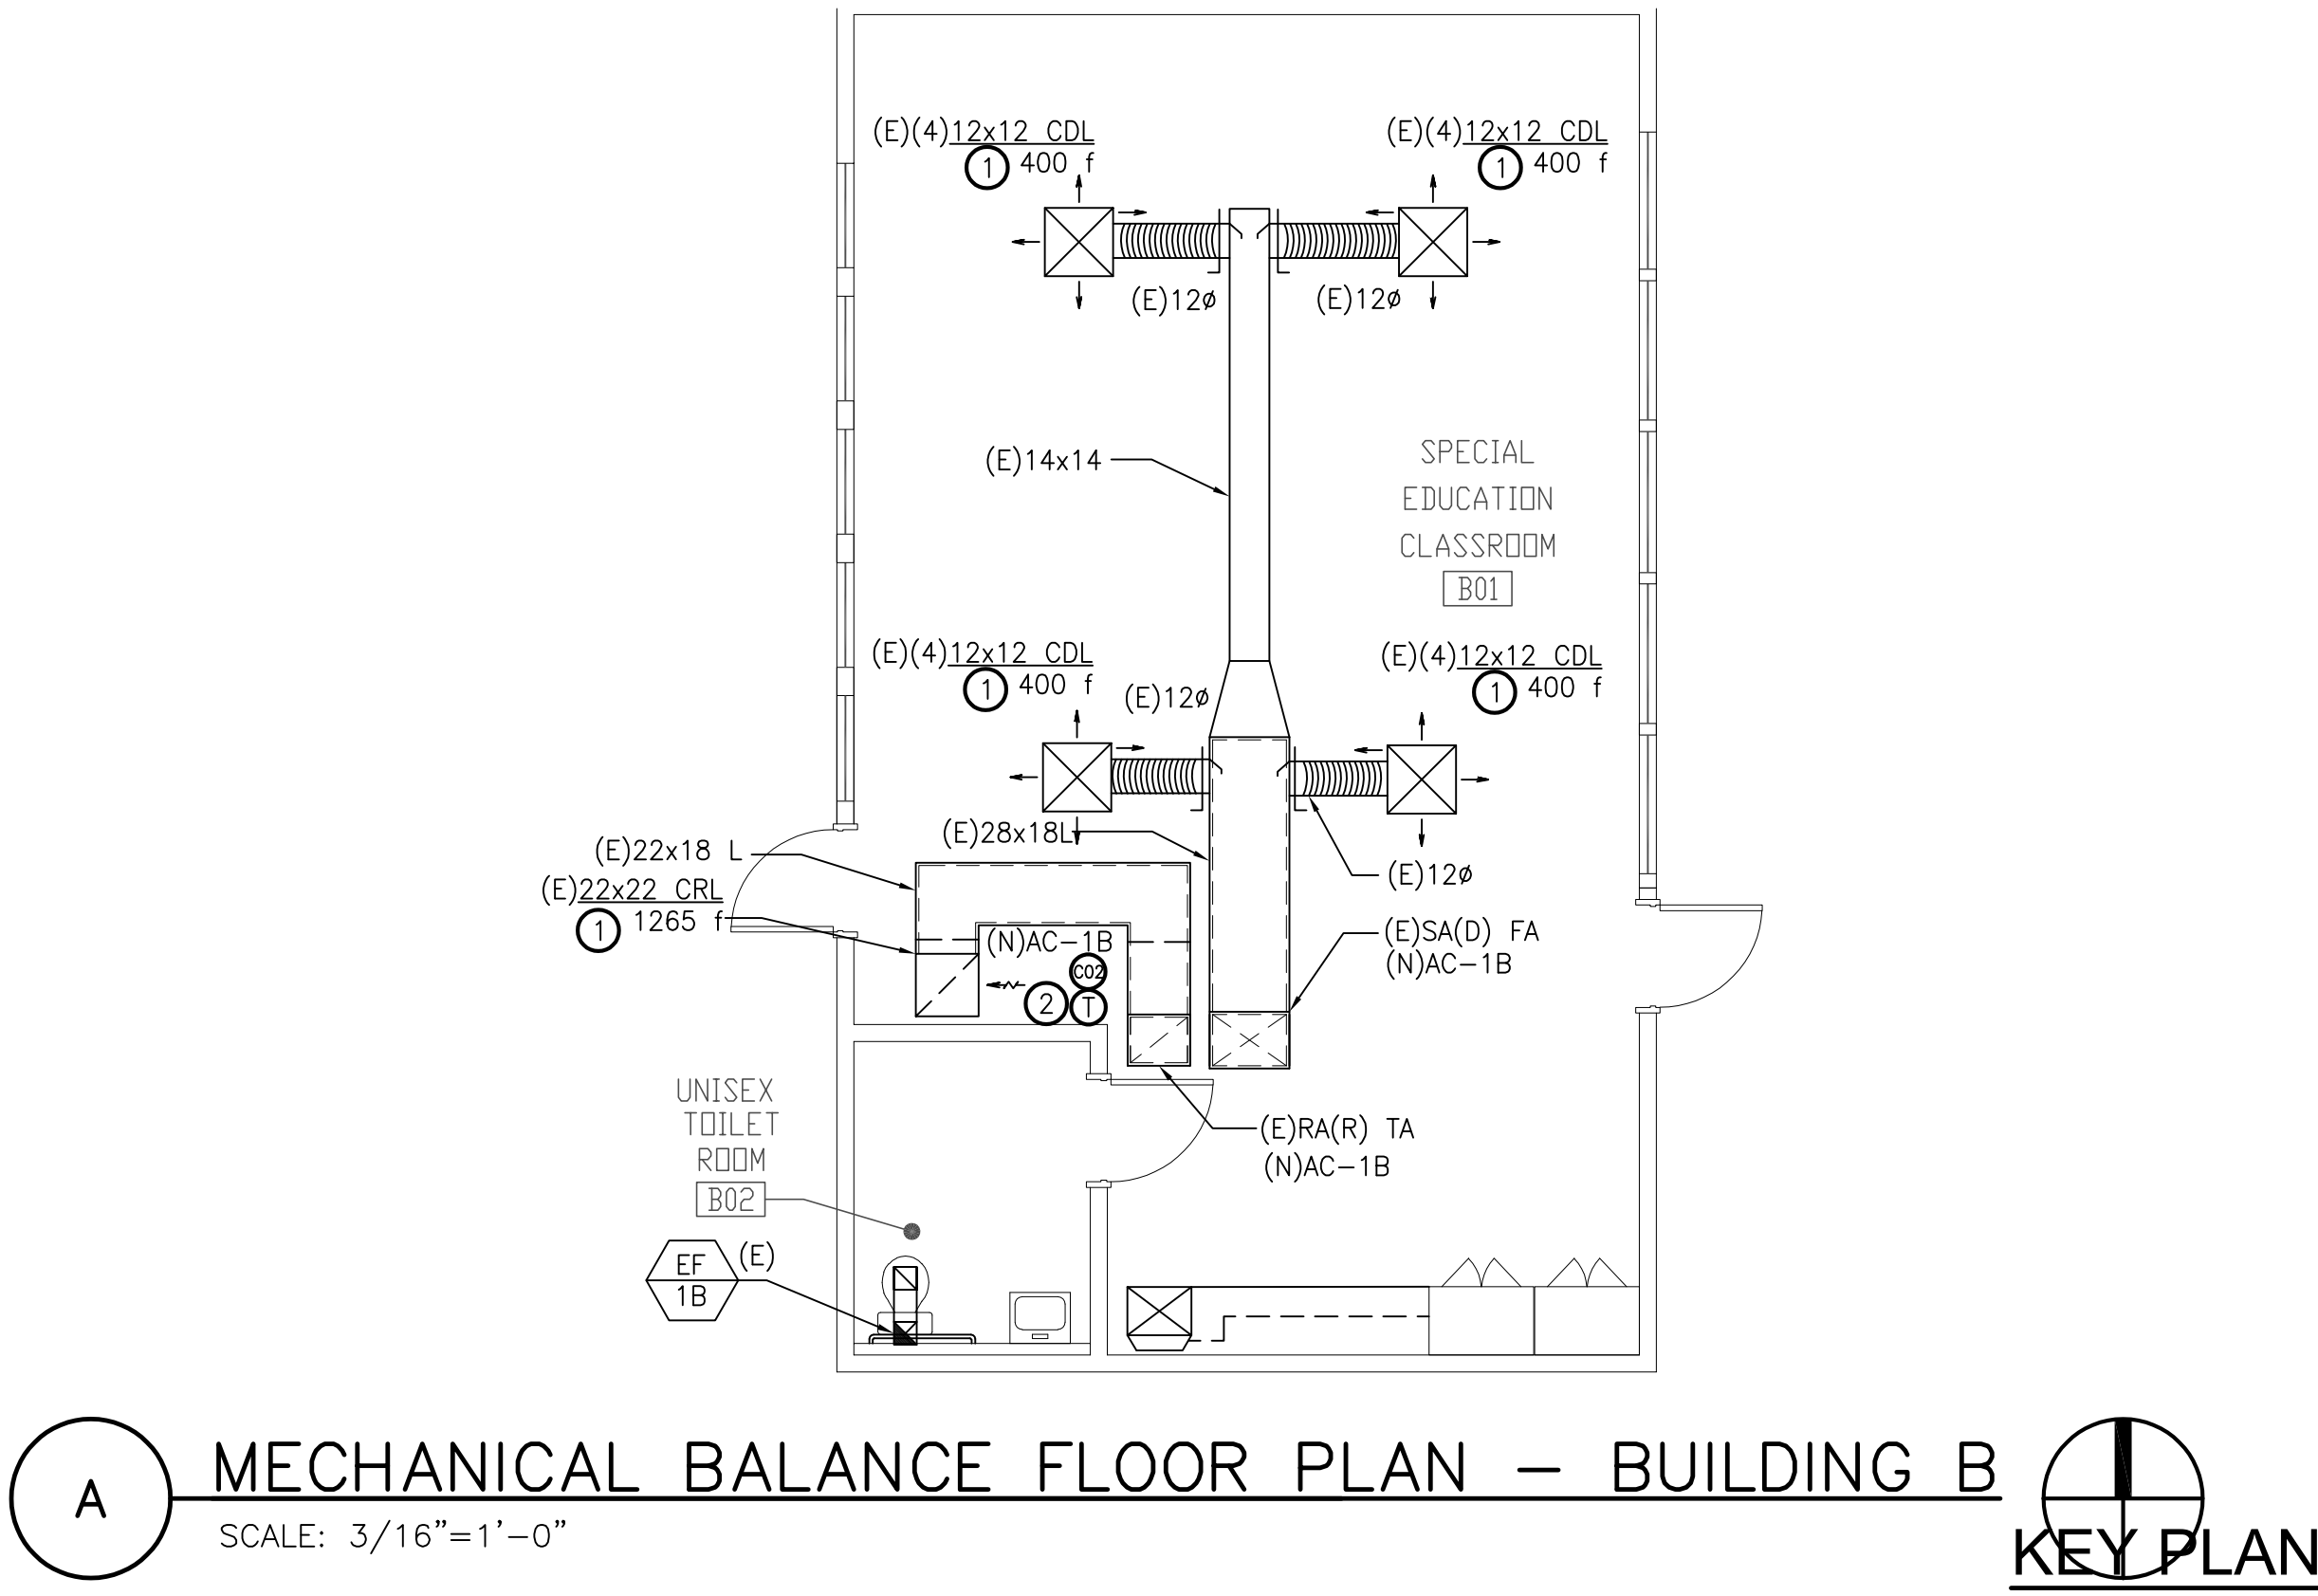 (E)(4)12x12 CDL
1 400 f
(E)(4)12x12 CDL
1 400 f
(E)12ø
(E)12ø
(E)14x14
SPECIAL
EDUCATION
CLASSROOM
B01
(E)(4)12x12 CDL
1 400 f
(E)12ø
(E)(4)12x12 CDL
1 400 f
(E)28x18L
(E)22x18 L
(E)22x22 CRL
1 1265 f
(E)12ø
(N)AC-1B
CO2
2 T
(E)SA(D) FA
(N)AC-1B
UNISEX
TOILET
ROOM
B02
(E)RA(R) TA
(N)AC-1B
EF (E)
1B
A
MECHANICAL BALANCE FLOOR PLAN - BUILDING B
SCALE: 3/16"=1'-0"
KEY PLAN